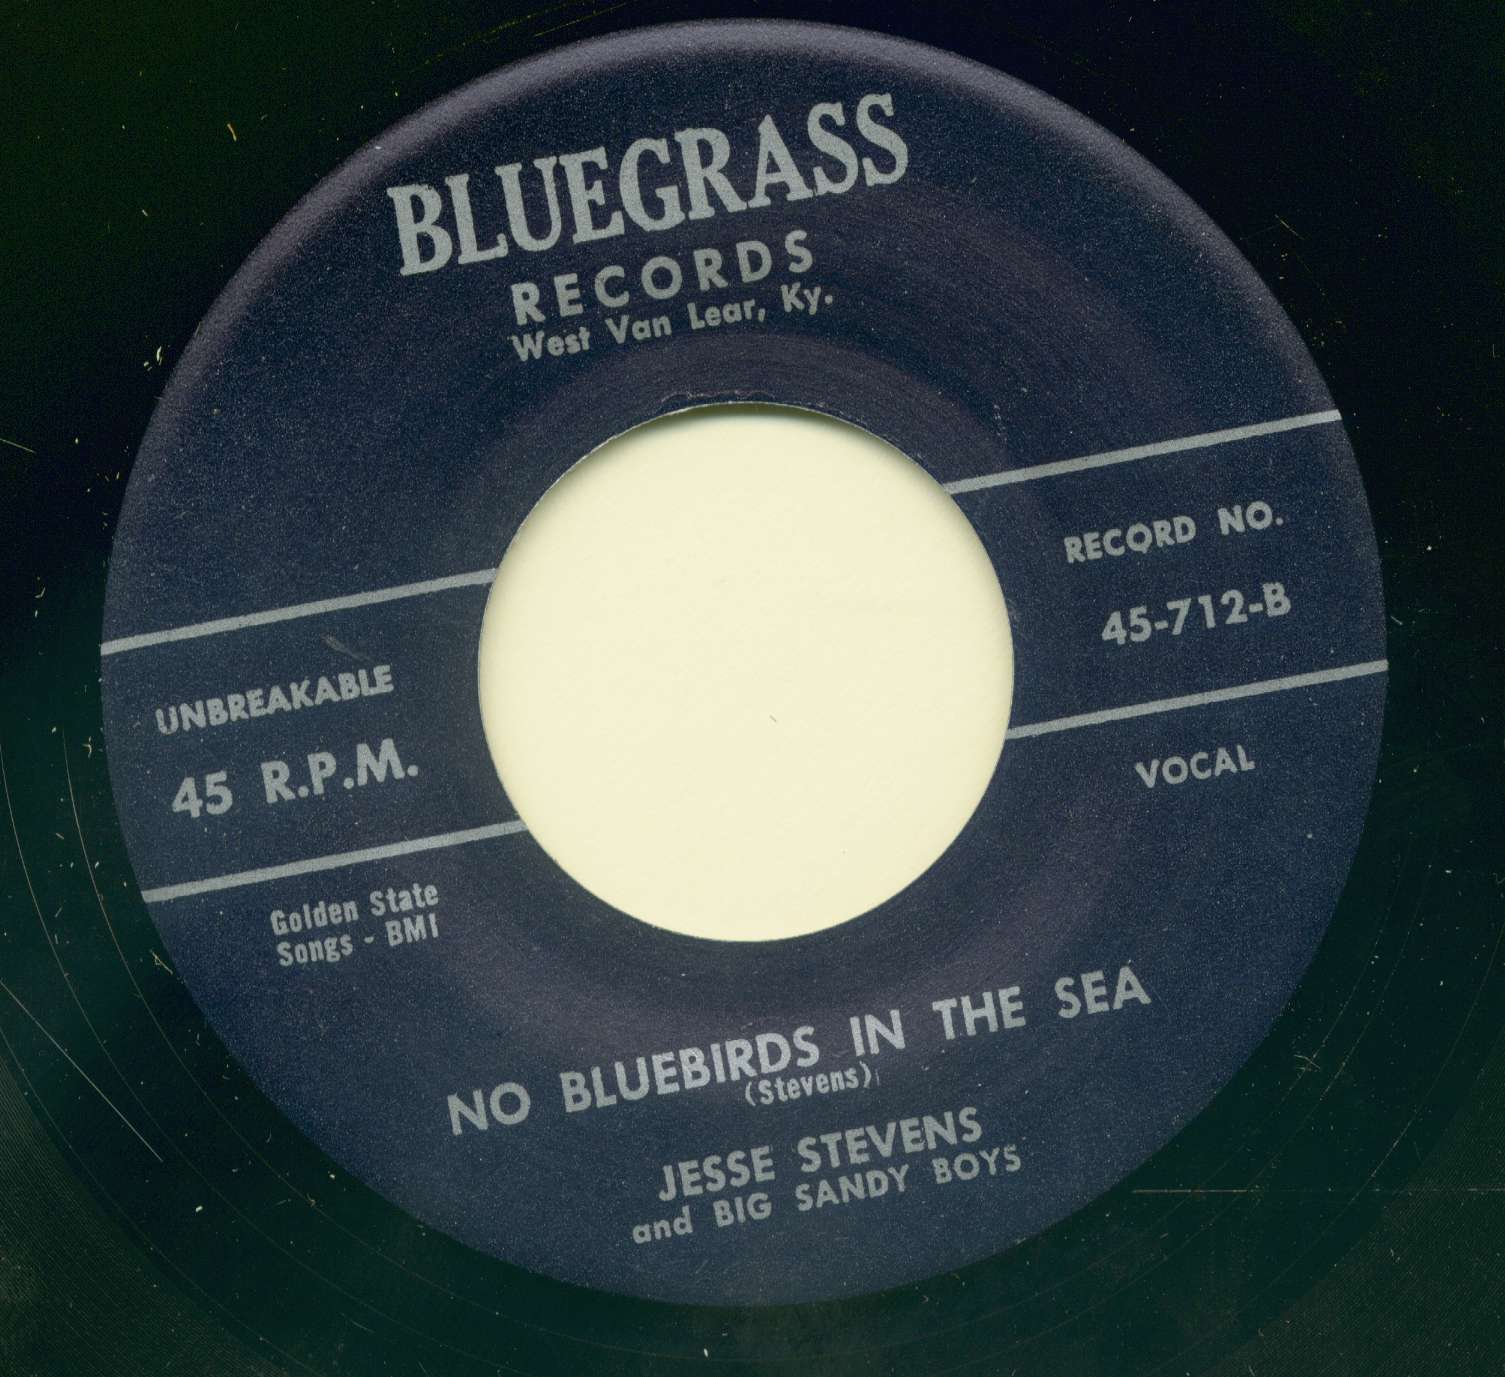 BLUEGRASS
RECORDS
West Van Lear, Ky.
RECORD NO.
45-712-B
UNBREAKABLE
45 R.P.M.
VOCAL
Golden State
Songs - BMI
NO BLUEBIRDS IN THE SEA
(Stevens)
JESSE STEVENS
and BIG SANDY BOYS